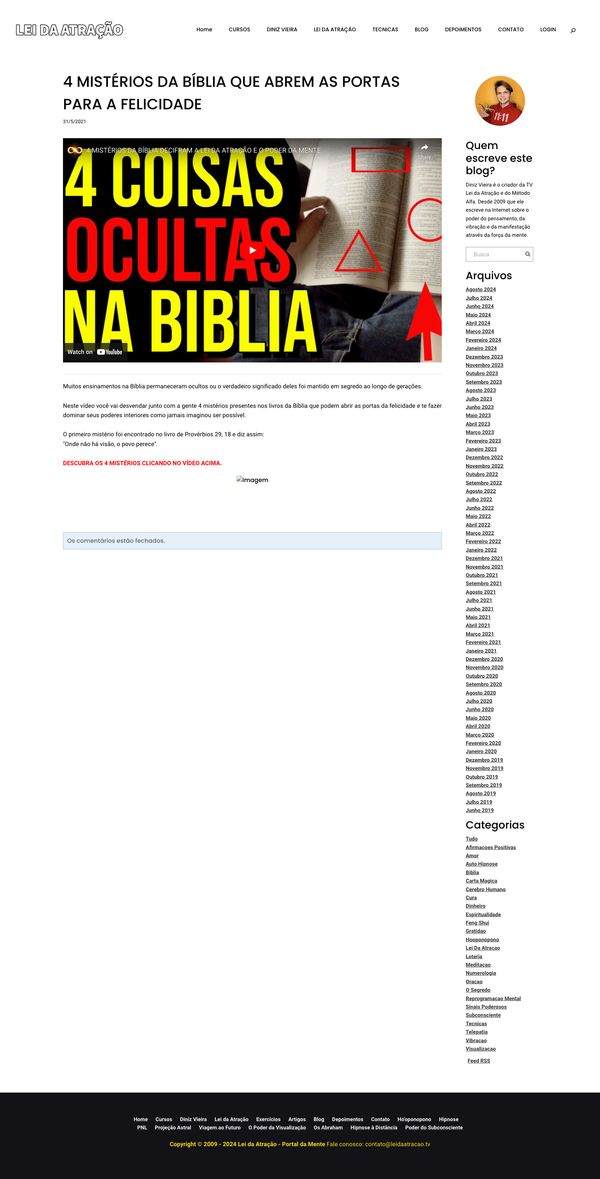 LEI DA ATRAÇÃO
Home CURSOS DINIZ VIEIRA LEI DA ATRAÇÃO TECNICAS BLOG DEPOIMENTOS CONTATO LOGIN
4 MISTÉRIOS DA BÍBLIA QUE ABREM AS PORTAS
PARA A FELICIDADE
31/5/2021
4 MISTÉRIOS DA BÍBLIA DECIFRAM A LEI DA ATRAÇÃO E O PODER DA MENTE
Share
4 COISAS
OCULTAS
NA BIBLIA
Watch on YouTube
Muitos ensinamentos na Bíblia permaneceram ocultos ou o verdadeiro significado deles foi mantido em segredo ao longo de gerações.
Neste vídeo você vai desvendar junto com a gente 4 mistérios presentes nos livros da Bíblia que podem abrir as portas da felicidade e te fazer
dominar seus poderes interiores como jamais imaginou ser possível.
O primeiro mistério foi encontrado no livro de Provérbios 29, 18 e diz assim:
"Onde não há visão, o povo perece".
DESCUBRA OS 4 MISTÉRIOS CLICANDO NO VÍDEO ACIMA.
Imagem
Os comentários estão fechados.
11:11
Quem
escreve este
blog?
Diniz Vieira é o criador da TV
Lei da Atração e do Método
Alfa. Desde 2009 que ele
escreve na Internet sobre o
poder do pensamento, da
vibração e da manifestação
através da força da mente.
Busca
Arquivos
Agosto 2024
Julho 2024
Junho 2024
Maio 2024
Abril 2024
Março 2024
Fevereiro 2024
Janeiro 2024
Dezembro 2023
Novembro 2023
Outubro 2023
Setembro 2023
Agosto 2023
Julho 2023
Junho 2023
Maio 2023
Abril 2023
Março 2023
Fevereiro 2023
Janeiro 2023
Dezembro 2022
Novembro 2022
Outubro 2022
Setembro 2022
Agosto 2022
Julho 2022
Junho 2022
Maio 2022
Abril 2022
Março 2022
Fevereiro 2022
Janeiro 2022
Dezembro 2021
Novembro 2021
Outubro 2021
Setembro 2021
Agosto 2021
Julho 2021
Junho 2021
Maio 2021
Abril 2021
Março 2021
Fevereiro 2021
Janeiro 2021
Dezembro 2020
Novembro 2020
Outubro 2020
Setembro 2020
Agosto 2020
Julho 2020
Junho 2020
Maio 2020
Abril 2020
Março 2020
Fevereiro 2020
Janeiro 2020
Dezembro 2019
Novembro 2019
Outubro 2019
Setembro 2019
Agosto 2019
Julho 2019
Junho 2019
Categorias
Tudo
Afirmacoes Positivas
Amor
Auto Hipnose
Biblia
Carta Magica
Cerebro Humano
Cura
Dinheiro
Espiritualidade
Feng Shui
Gratidao
Hooponopono
Lei Da Atracao
Loteria
Meditacao
Numerologia
Oracao
O Segredo
Reprogramacao Mental
Sinais Poderosos
Subconsciente
Tecnicas
Telepatia
Vibracao
Visualizacao
Feed RSS
Home Cursos Diniz Vieira Lei da Atração Exercícios Artigos Blog Depoimentos Contato Ho'oponopono Hipnose
PNL Projeção Astral Viagem ao Futuro O Poder da Visualização Os Abraham Hipnose à Distância Poder do Subconsciente
Copyright © 2009 - 2024 Lei da Atração - Portal da Mente Fale conosco: contato@leidaatracao.tv